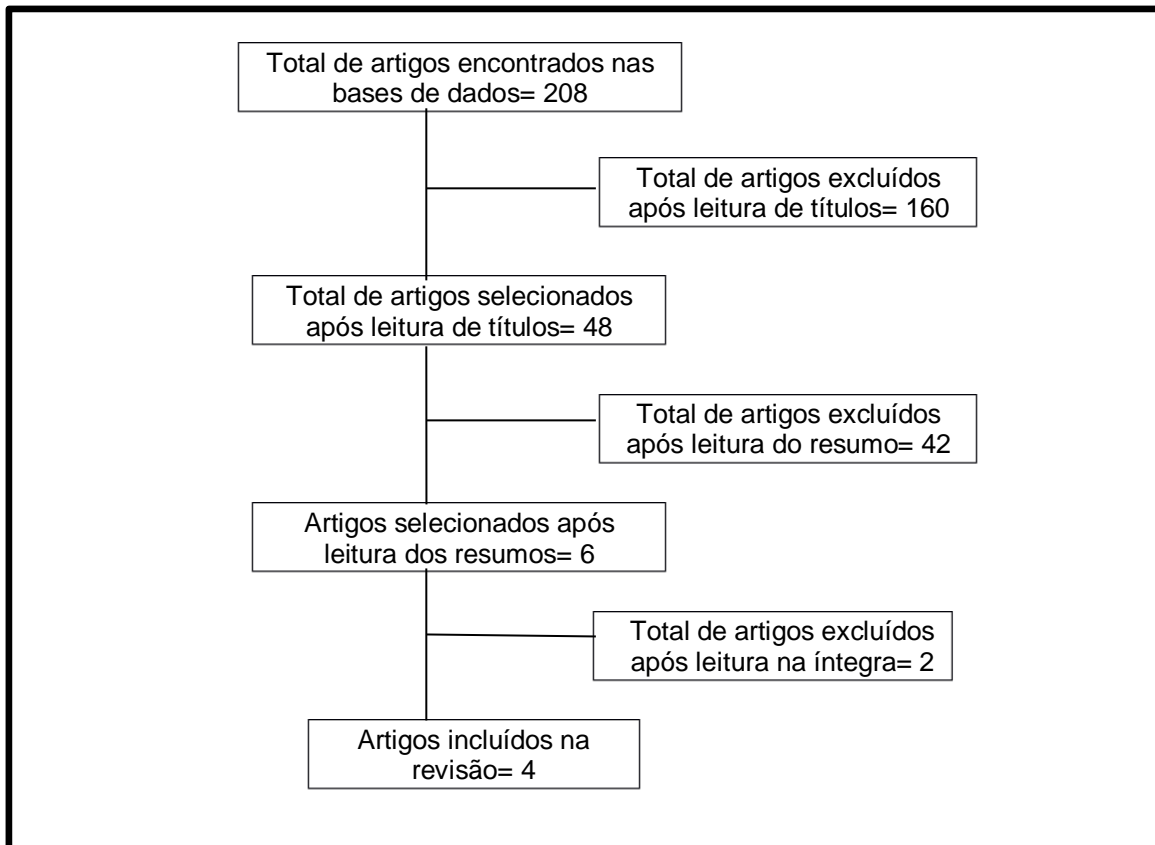 Total de artigos encontrados nas
bases de dados= 208
Total de artigos excluídos
após leitura de títulos= 160
Total de artigos selecionados
após leitura de títulos= 48
Total de artigos excluídos
após leitura do resumo= 42
Artigos selecionados após
leitura dos resumos= 6
Total de artigos excluídos
após leitura na íntegra= 2
Artigos incluídos na
revisão= 4